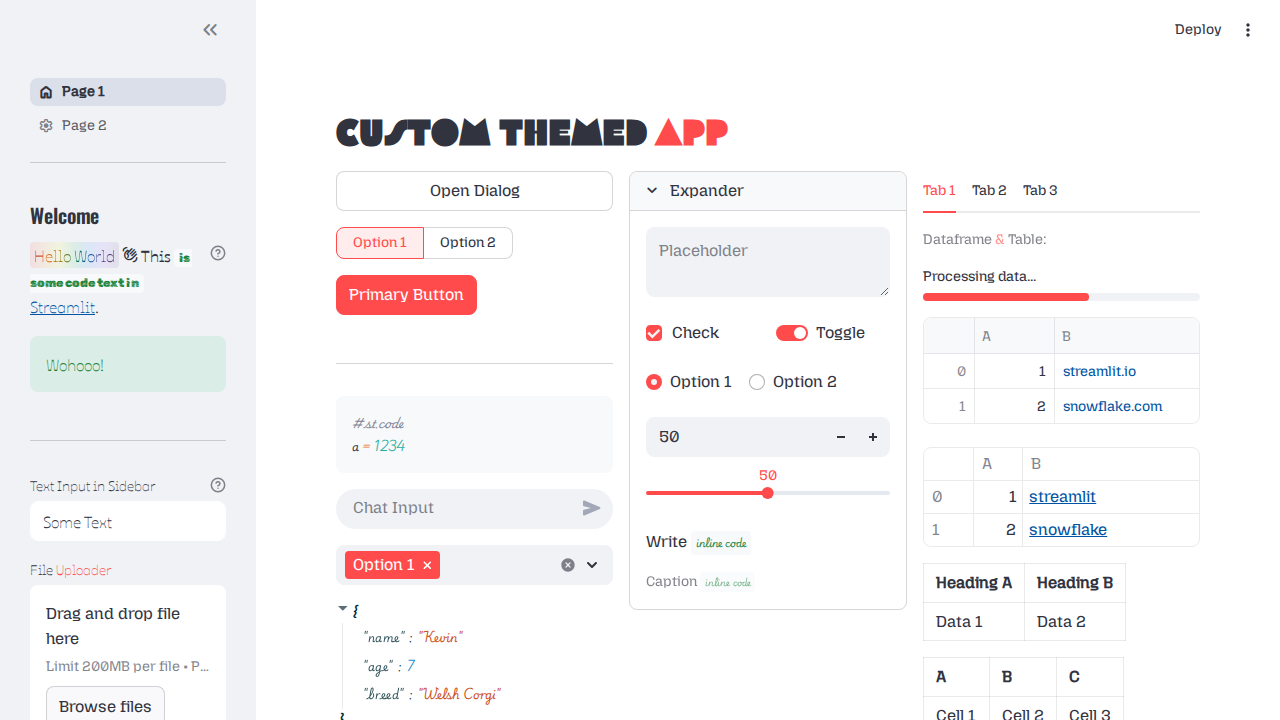 Deploy
Page 1
Page 2
Welcome
Hello World 👋 This is
some code text in
Streamlit.
Wohooo!
Text Input in Sidebar
Some Text
File Uploader
Drag and drop file
here
Limit 200MB per file • P...
Browse files
CUSTOM THEMED APP
Open Dialog
Option 1
Option 2
Primary Button
# st.code
a = 1234
Chat Input
Option 1
{
"name" : "Kevin"
"age" : 7
"breed" : "Welsh Corgi"
Expander
Placeholder
Check
Toggle
Option 1
Option 2
50
50
Write inline code
Caption inline code
Tab 1
Tab 2
Tab 3
Dataframe & Table:
Processing data...
A B
0 1 streamlit.io
1 2 snowflake.com
A B
0 1 streamlit
1 2 snowflake
Heading A Heading B
Data 1 Data 2
A B C
Cell 1 Cell 2 Cell 3